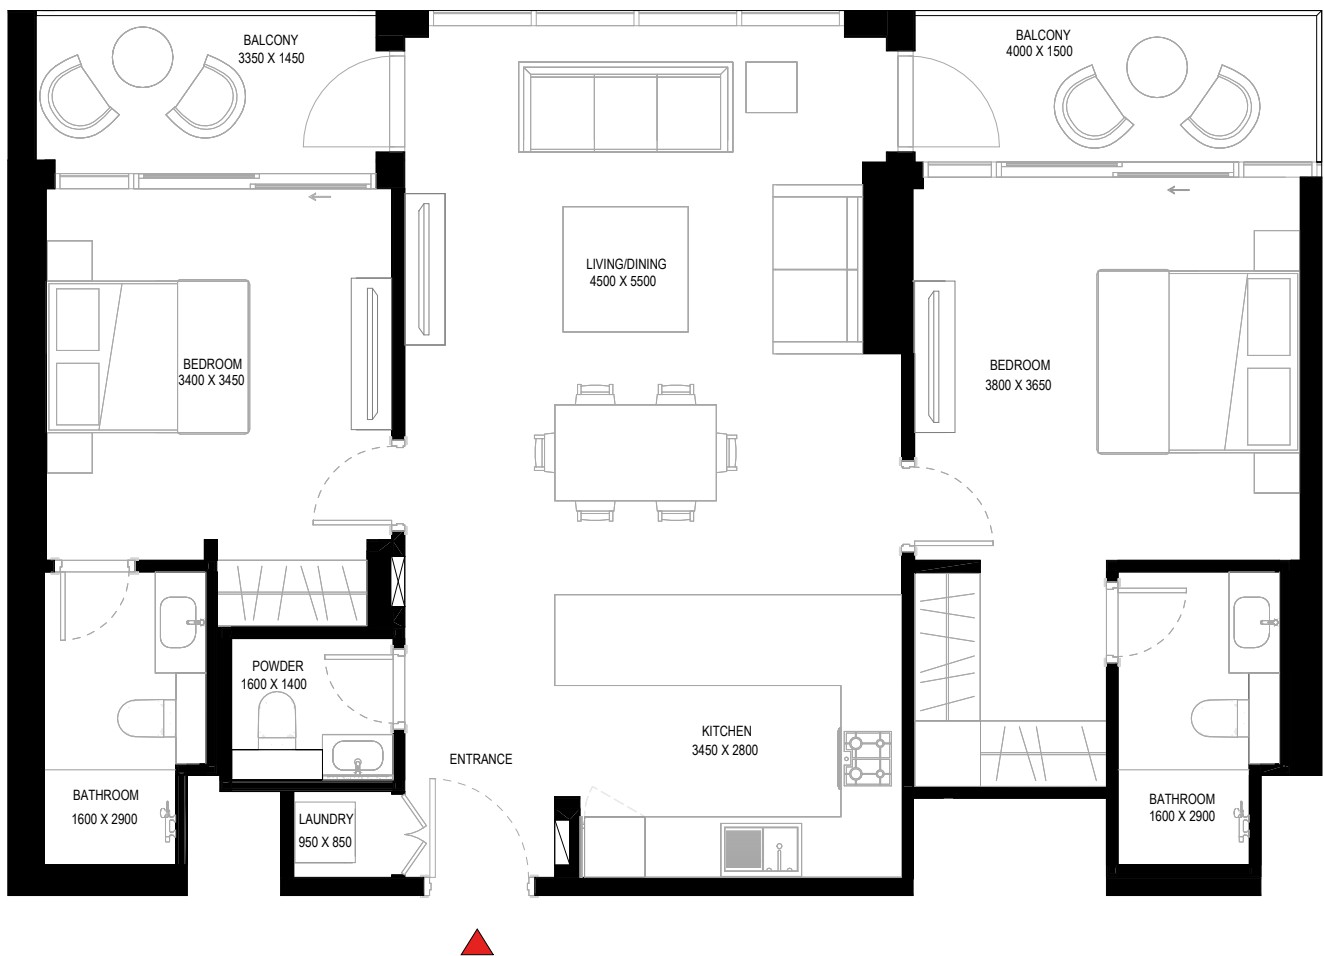 BALCONY
3350 X 1450
BALCONY
4000 X 1500
LIVING/DINING
4500 X 5500
BEDROOM
3400 X 3450
BEDROOM
3800 X 3650
POWDER
1600 X 1400
KITCHEN
3450 X 2800
ENTRANCE
BATHROOM
1600 X 2900
LAUNDRY
950 X 850
BATHROOM
1600 X 2900